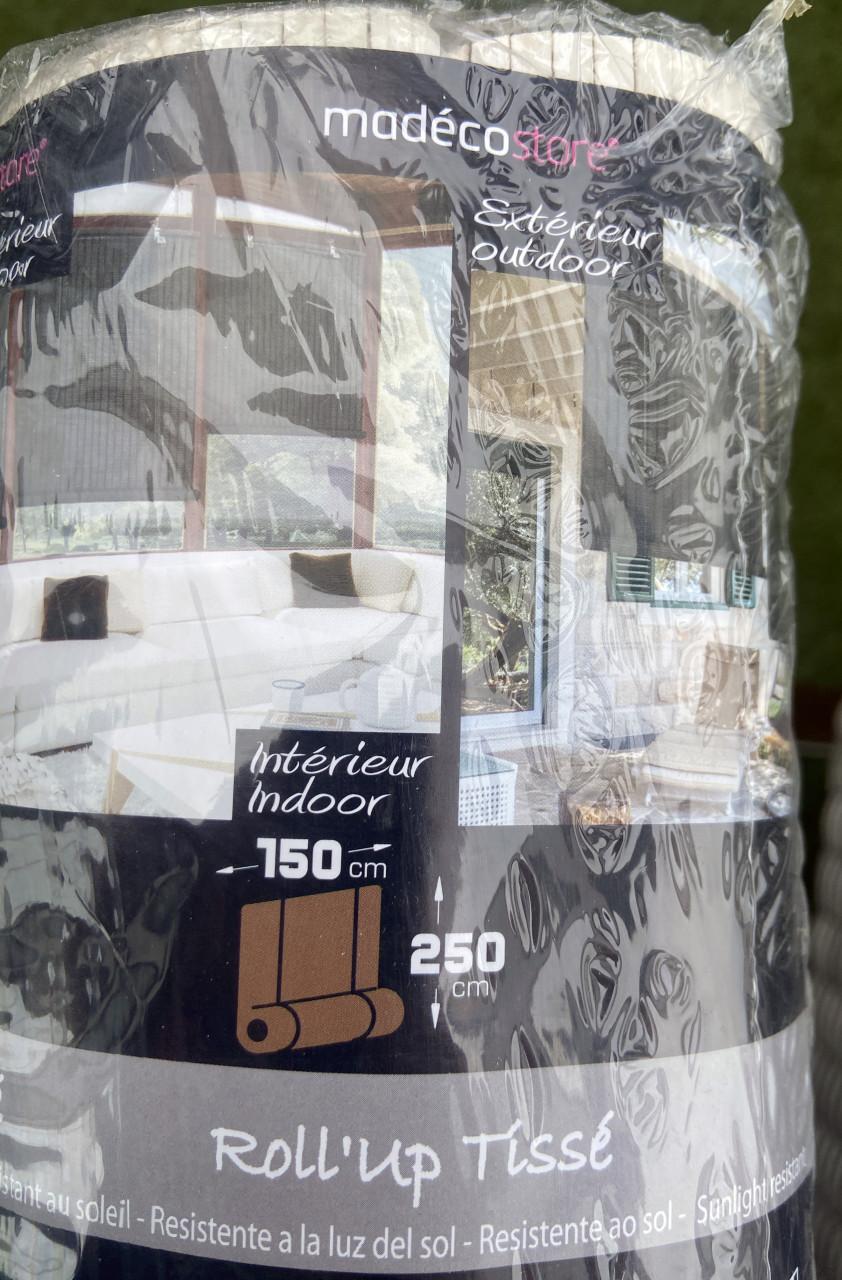 madécostore®
Extérieur
outdoor
Intérieur
Indoor
150 cm
250
cm
Roll'Up Tissé
au soleil - Resistente a la luz del sol - Resistente ao sol - Sunlight resistant